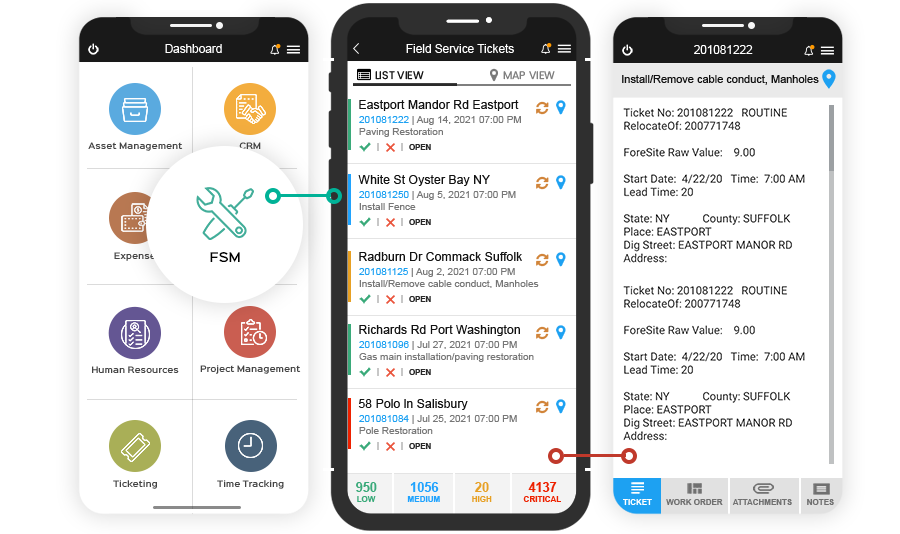 Dashboard
Asset Management
CRM
Expense
FSM
Human Resources
Project Management
Ticketing
Time Tracking
Field Service Tickets
LIST VIEW
MAP VIEW
Eastport Mandor Rd Eastport
201081222 | Aug 14, 2021 07:00 PM
Paving Restoration
| | OPEN
White St Oyster Bay NY
201081250 | Aug 5, 2021 07:00 PM
Install Fence
| | OPEN
Radburn Dr Commack Suffolk
201081125 | Aug 2, 2021 07:00 PM
Install/Remove cable conduct, Manholes
| | OPEN
Richards Rd Port Washington
201081096 | Jul 27, 2021 07:00 PM
Gas main installation/paving restoration
| | OPEN
58 Polo In Salisbury
201081084 | Jul 25, 2021 07:00 PM
Pole Restoration
| | OPEN
950 LOW
1056 MEDIUM
20 HIGH
4137 CRITICAL
201081222
Install/Remove cable conduct, Manholes
Ticket No: 201081222 ROUTINE
RelocateOf: 200771748
ForeSite Raw Value: 9.00
Start Date: 4/22/20 Time: 7:00 AM
Lead Time: 20
State: NY County: SUFFOLK
Place: EASTPORT
Dig Street: EASTPORT MANOR RD
Address:
Ticket No: 201081222 ROUTINE
RelocateOf: 200771748
ForeSite Raw Value: 9.00
Start Date: 4/22/20 Time: 7:00 AM
Lead Time: 20
State: NY County: SUFFOLK
Place: EASTPORT
Dig Street: EASTPORT MANOR RD
Address:
TICKET
WORK ORDER
ATTACHMENTS
NOTES